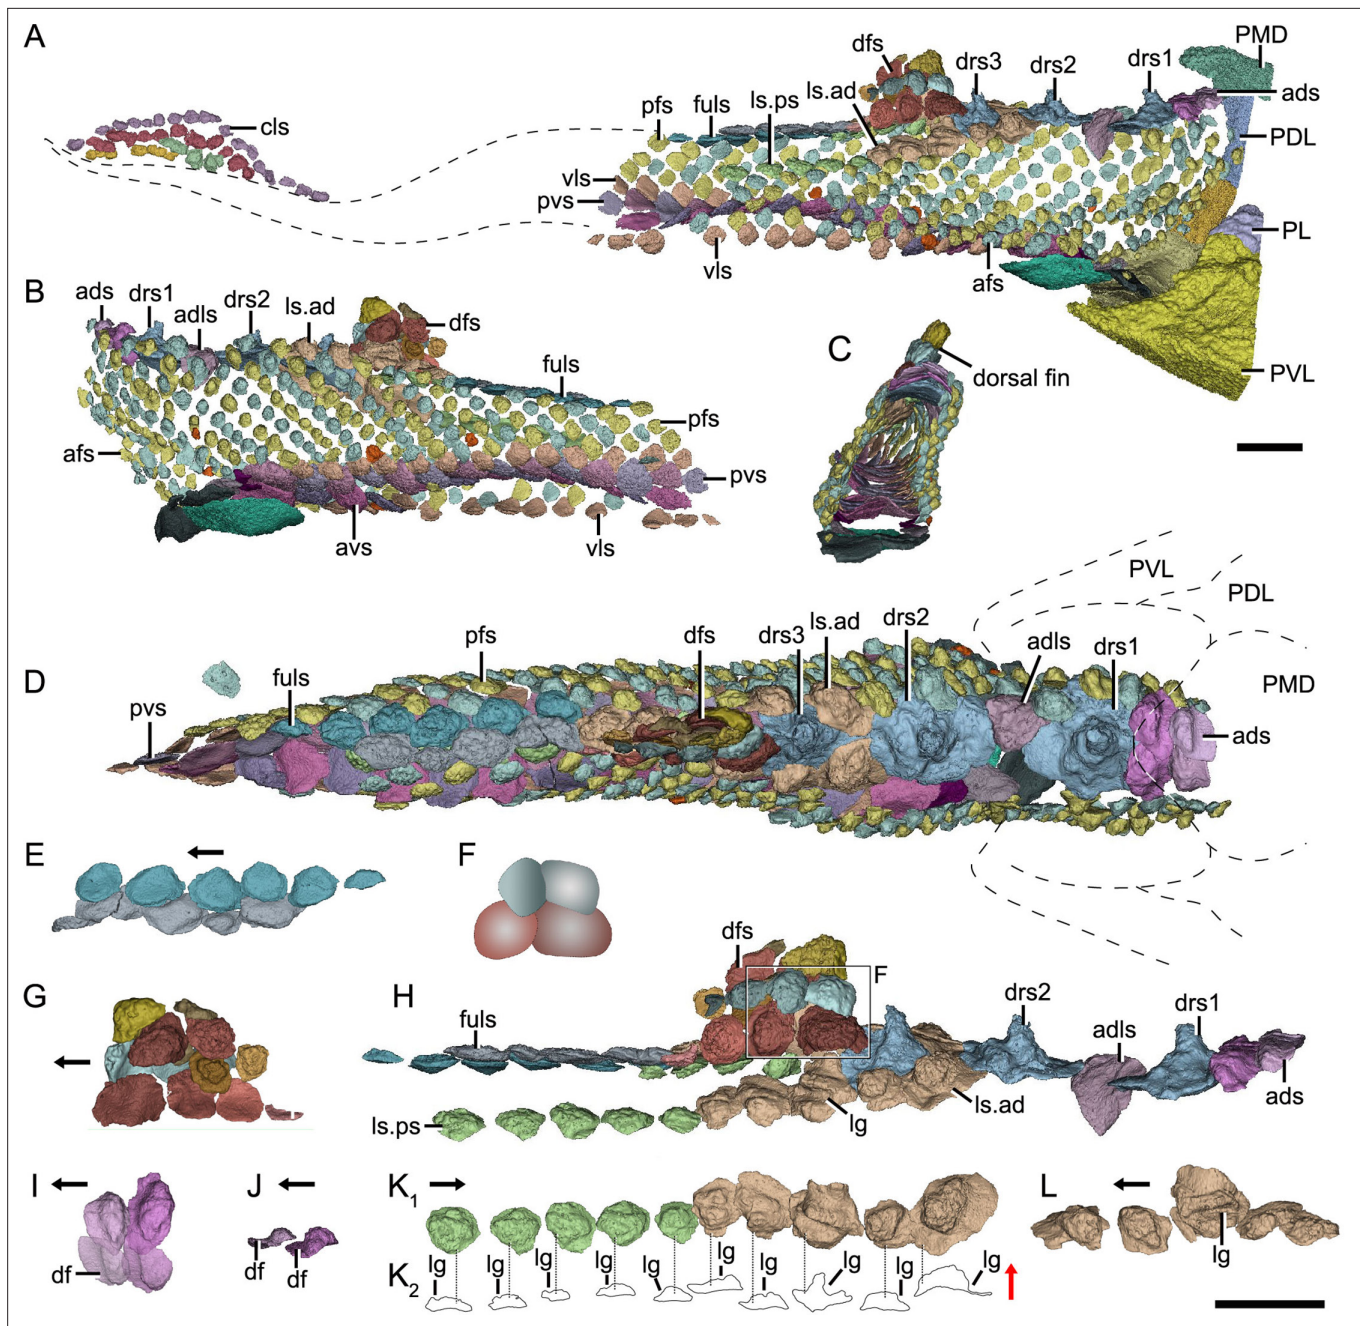 A
PMD
dfs
drs3
drs2
drs1
ads
pfs
fuls
ls.ps
ls.ad
cls
PDL
vls
pvs
PL
vls
afs
PVL
B
ads
drs1
adls
drs2
ls.ad
dfs
fuls
pfs
afs
pvs
avs
vls
C
dorsal fin
D
PVL
PDL
PMD
pfs
dfs
drs3
ls.ad
drs2
adls
drs1
fuls
pvs
ads
E
F
G
H
dfs
F
drs2
drs1
adls
fuls
ls.ps
lg
ls.ad
ads
I
df
J
df
df
K1
lg
lg
lg
lg
lg
lg
lg
lg
lg
lg
K2
L
lg